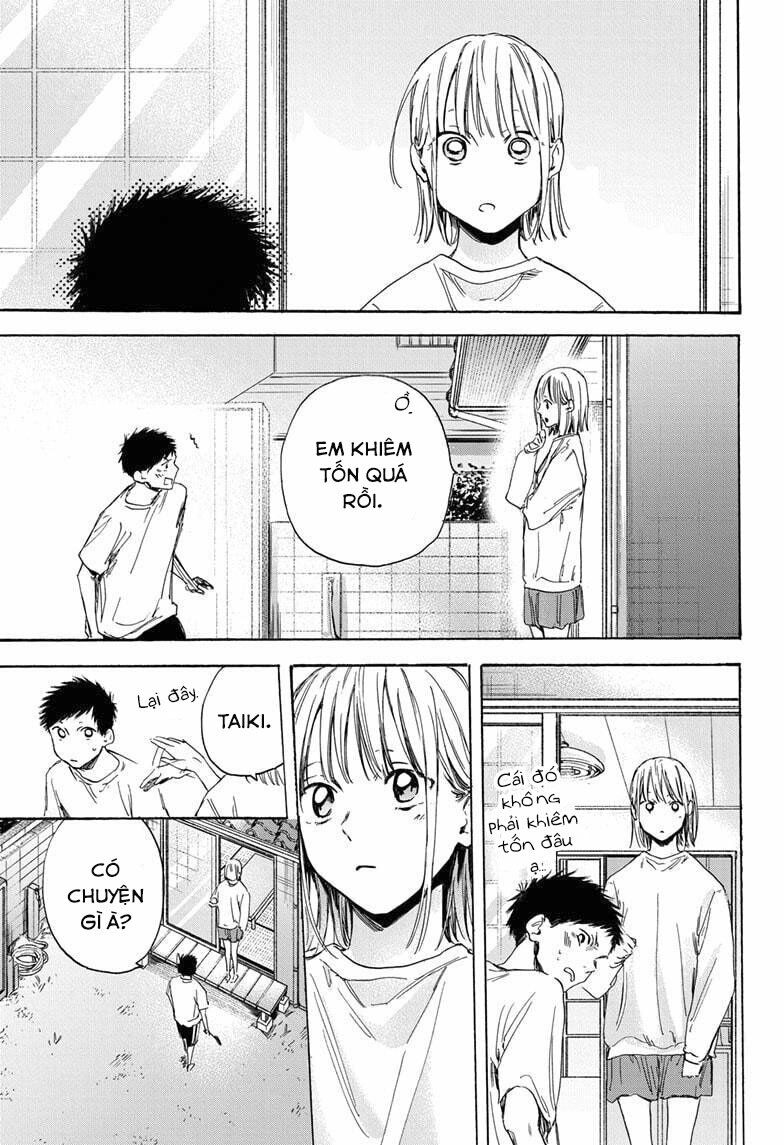 Ồ
EM KHIÊM
TỐN QUÁ
RỒI.
Cái đó
không
phải khiêm
tốn đâu
ạ..
TAIKI.
Lại đây.
CÓ
CHUYỆN
GÌ À?